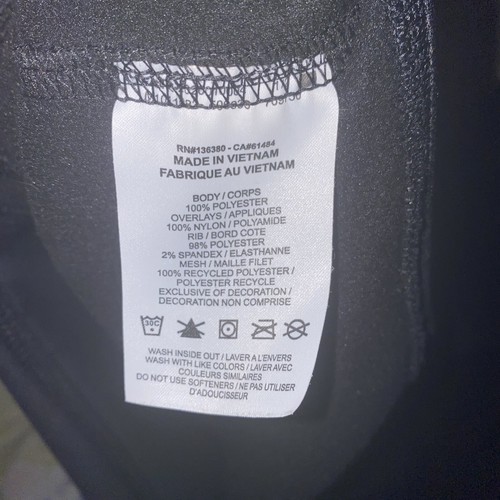 RN#136380 - CA#61484
MADE IN VIETNAM
FABRIQUE AU VIETNAM
BODY / CORPS
100% POLYESTER
OVERLAYS / APPLIQUES
100% NYLON / POLYAMIDE
RIB / BORD COTE
98% POLYESTER
2% SPANDEX / ELASTHANNE
MESH / MAILLE FILET
100% RECYCLED POLYESTER /
POLYESTER RECYCLE
EXCLUSIVE OF DECORATION /
DECORATION NON COMPRISE
30C
WASH INSIDE OUT / LAVER A L'ENVERS
WASH WITH LIKE COLORS / LAVER AVEC
COULEURS SIMILAIRES
DO NOT USE SOFTENERS / NE PAS UTILISER
D'ADOUCISSEUR